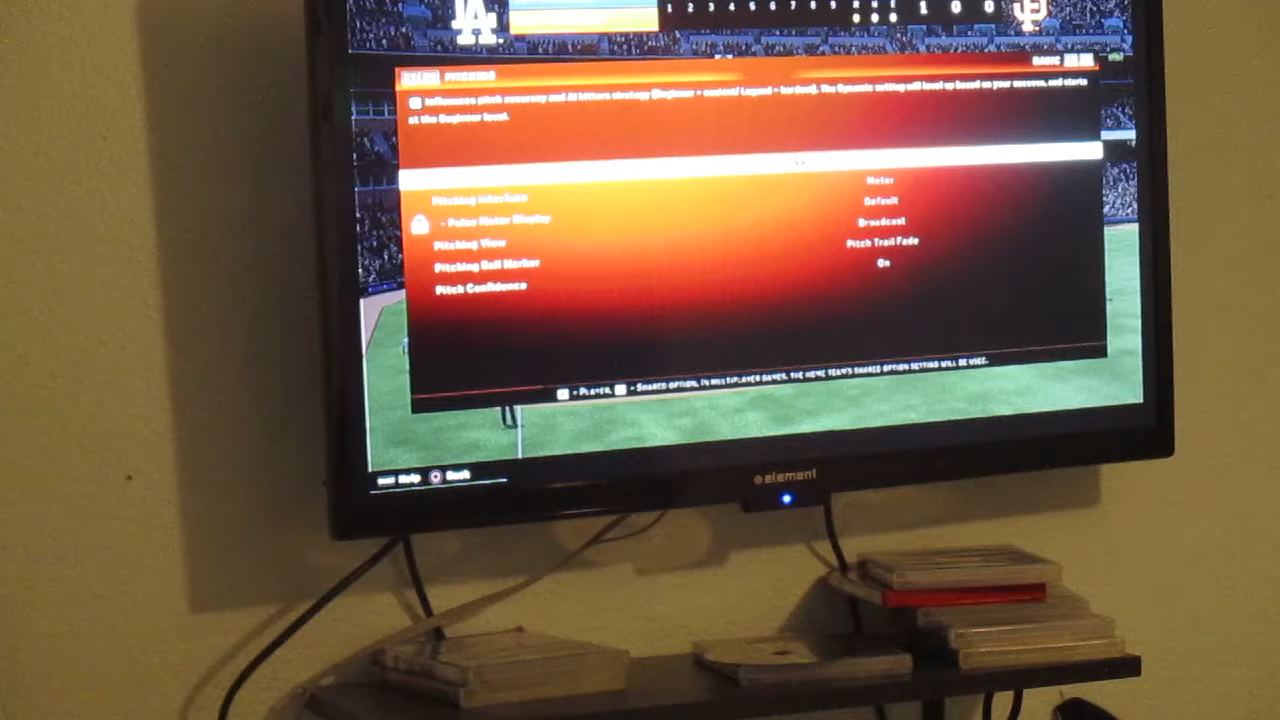 LA
1 2 3 4 5 6 7 8 9 R H E 1 0 0
SF
PITCHING
BASIC
Influences pitch accuracy and AI hitters strategy (Beginner = easiest/ Legend = hardest). The Dynamic setting will level up based on your success, and starts
at the Beginner level.
Pitching Interface Meter
- Pulse Meter Display Default
Pitching View Broadcast
Pitching Ball Marker Pitch Trail Fade
Pitch Confidence On
= PLAYER, = SHARED OPTION, IN MULTIPLAYER GAMES, THE HOME TEAM'S SHARED OPTION SETTING WILL BE USED.
Help Back
element